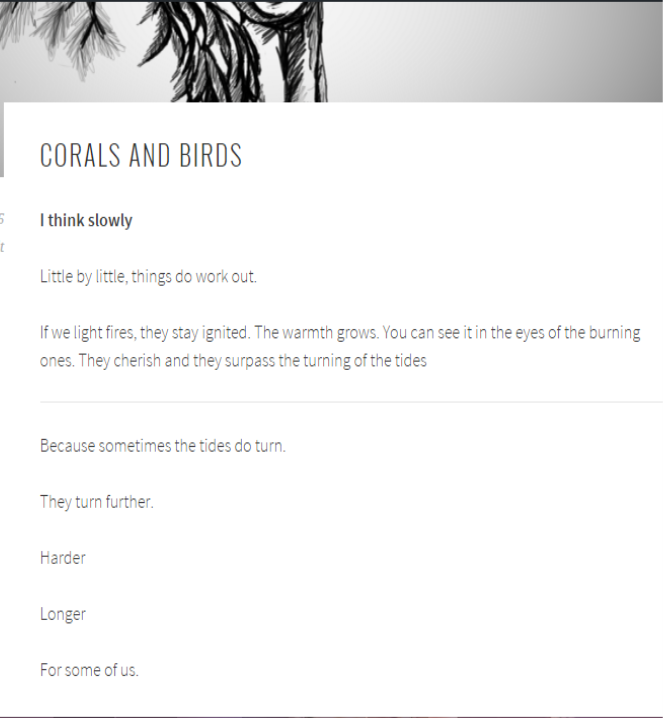 CORALS AND BIRDS
I think slowly
Little by little, things do work out.
If we light fires, they stay ignited. The warmth grows. You can see it in the eyes of the burning
ones. They cherish and they surpass the turning of the tides
Because sometimes the tides do turn.
They turn further.
Harder
Longer
For some of us.